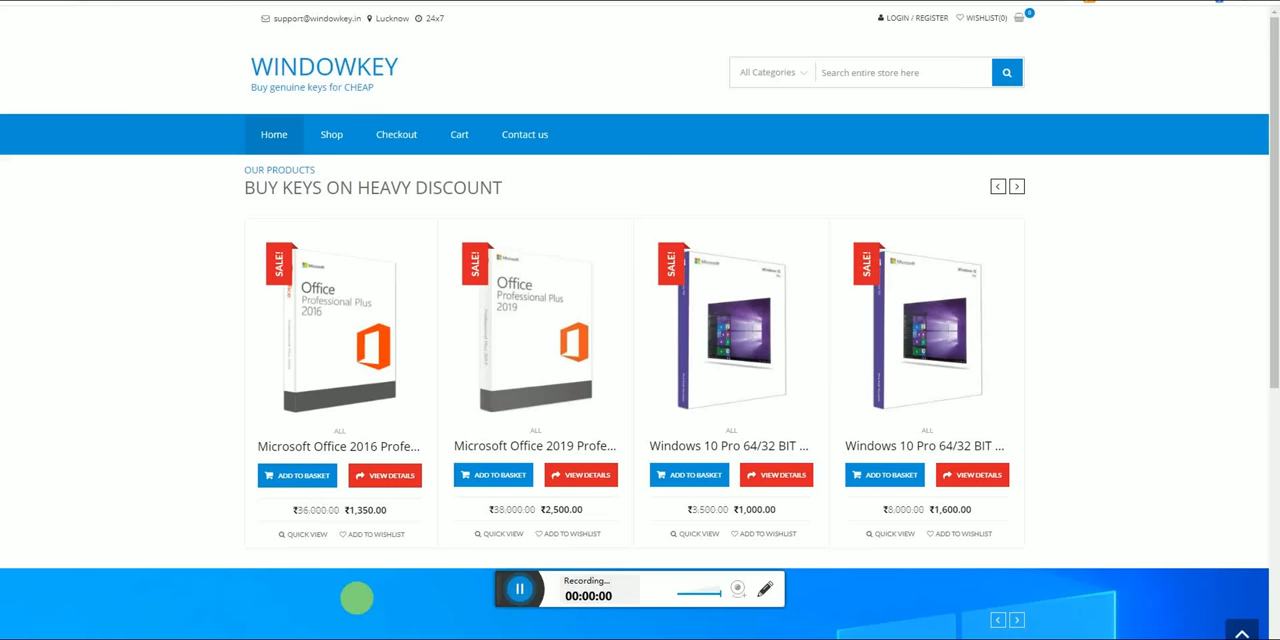 support@windowkey.in Lucknow 24x7
LOGIN / REGISTER WISHLIST(0) 0
WINDOWKEY
Buy genuine keys for CHEAP
All Categories Search entire store here
Home Shop Checkout Cart Contact us
OUR PRODUCTS
BUY KEYS ON HEAVY DISCOUNT
SALE! SALE! SALE! SALE!
Microsoft
Office
Professional Plus
2016
Microsoft
Office
Professional Plus
2019
Microsoft
Microsoft
ALL ALL ALL ALL
Microsoft Office 2016 Profe... Microsoft Office 2019 Profe... Windows 10 Pro 64/32 BIT ... Windows 10 Pro 64/32 BIT ...
ADD TO BASKET VIEW DETAILS ADD TO BASKET VIEW DETAILS ADD TO BASKET VIEW DETAILS ADD TO BASKET VIEW DETAILS
₹36,000.00 ₹1,350.00 ₹38,000.00 ₹2,500.00 ₹3,500.00 ₹1,000.00 ₹8,000.00 ₹1,600.00
QUICK VIEW ADD TO WISHLIST QUICK VIEW ADD TO WISHLIST QUICK VIEW ADD TO WISHLIST QUICK VIEW ADD TO WISHLIST
Recording...
00:00:00